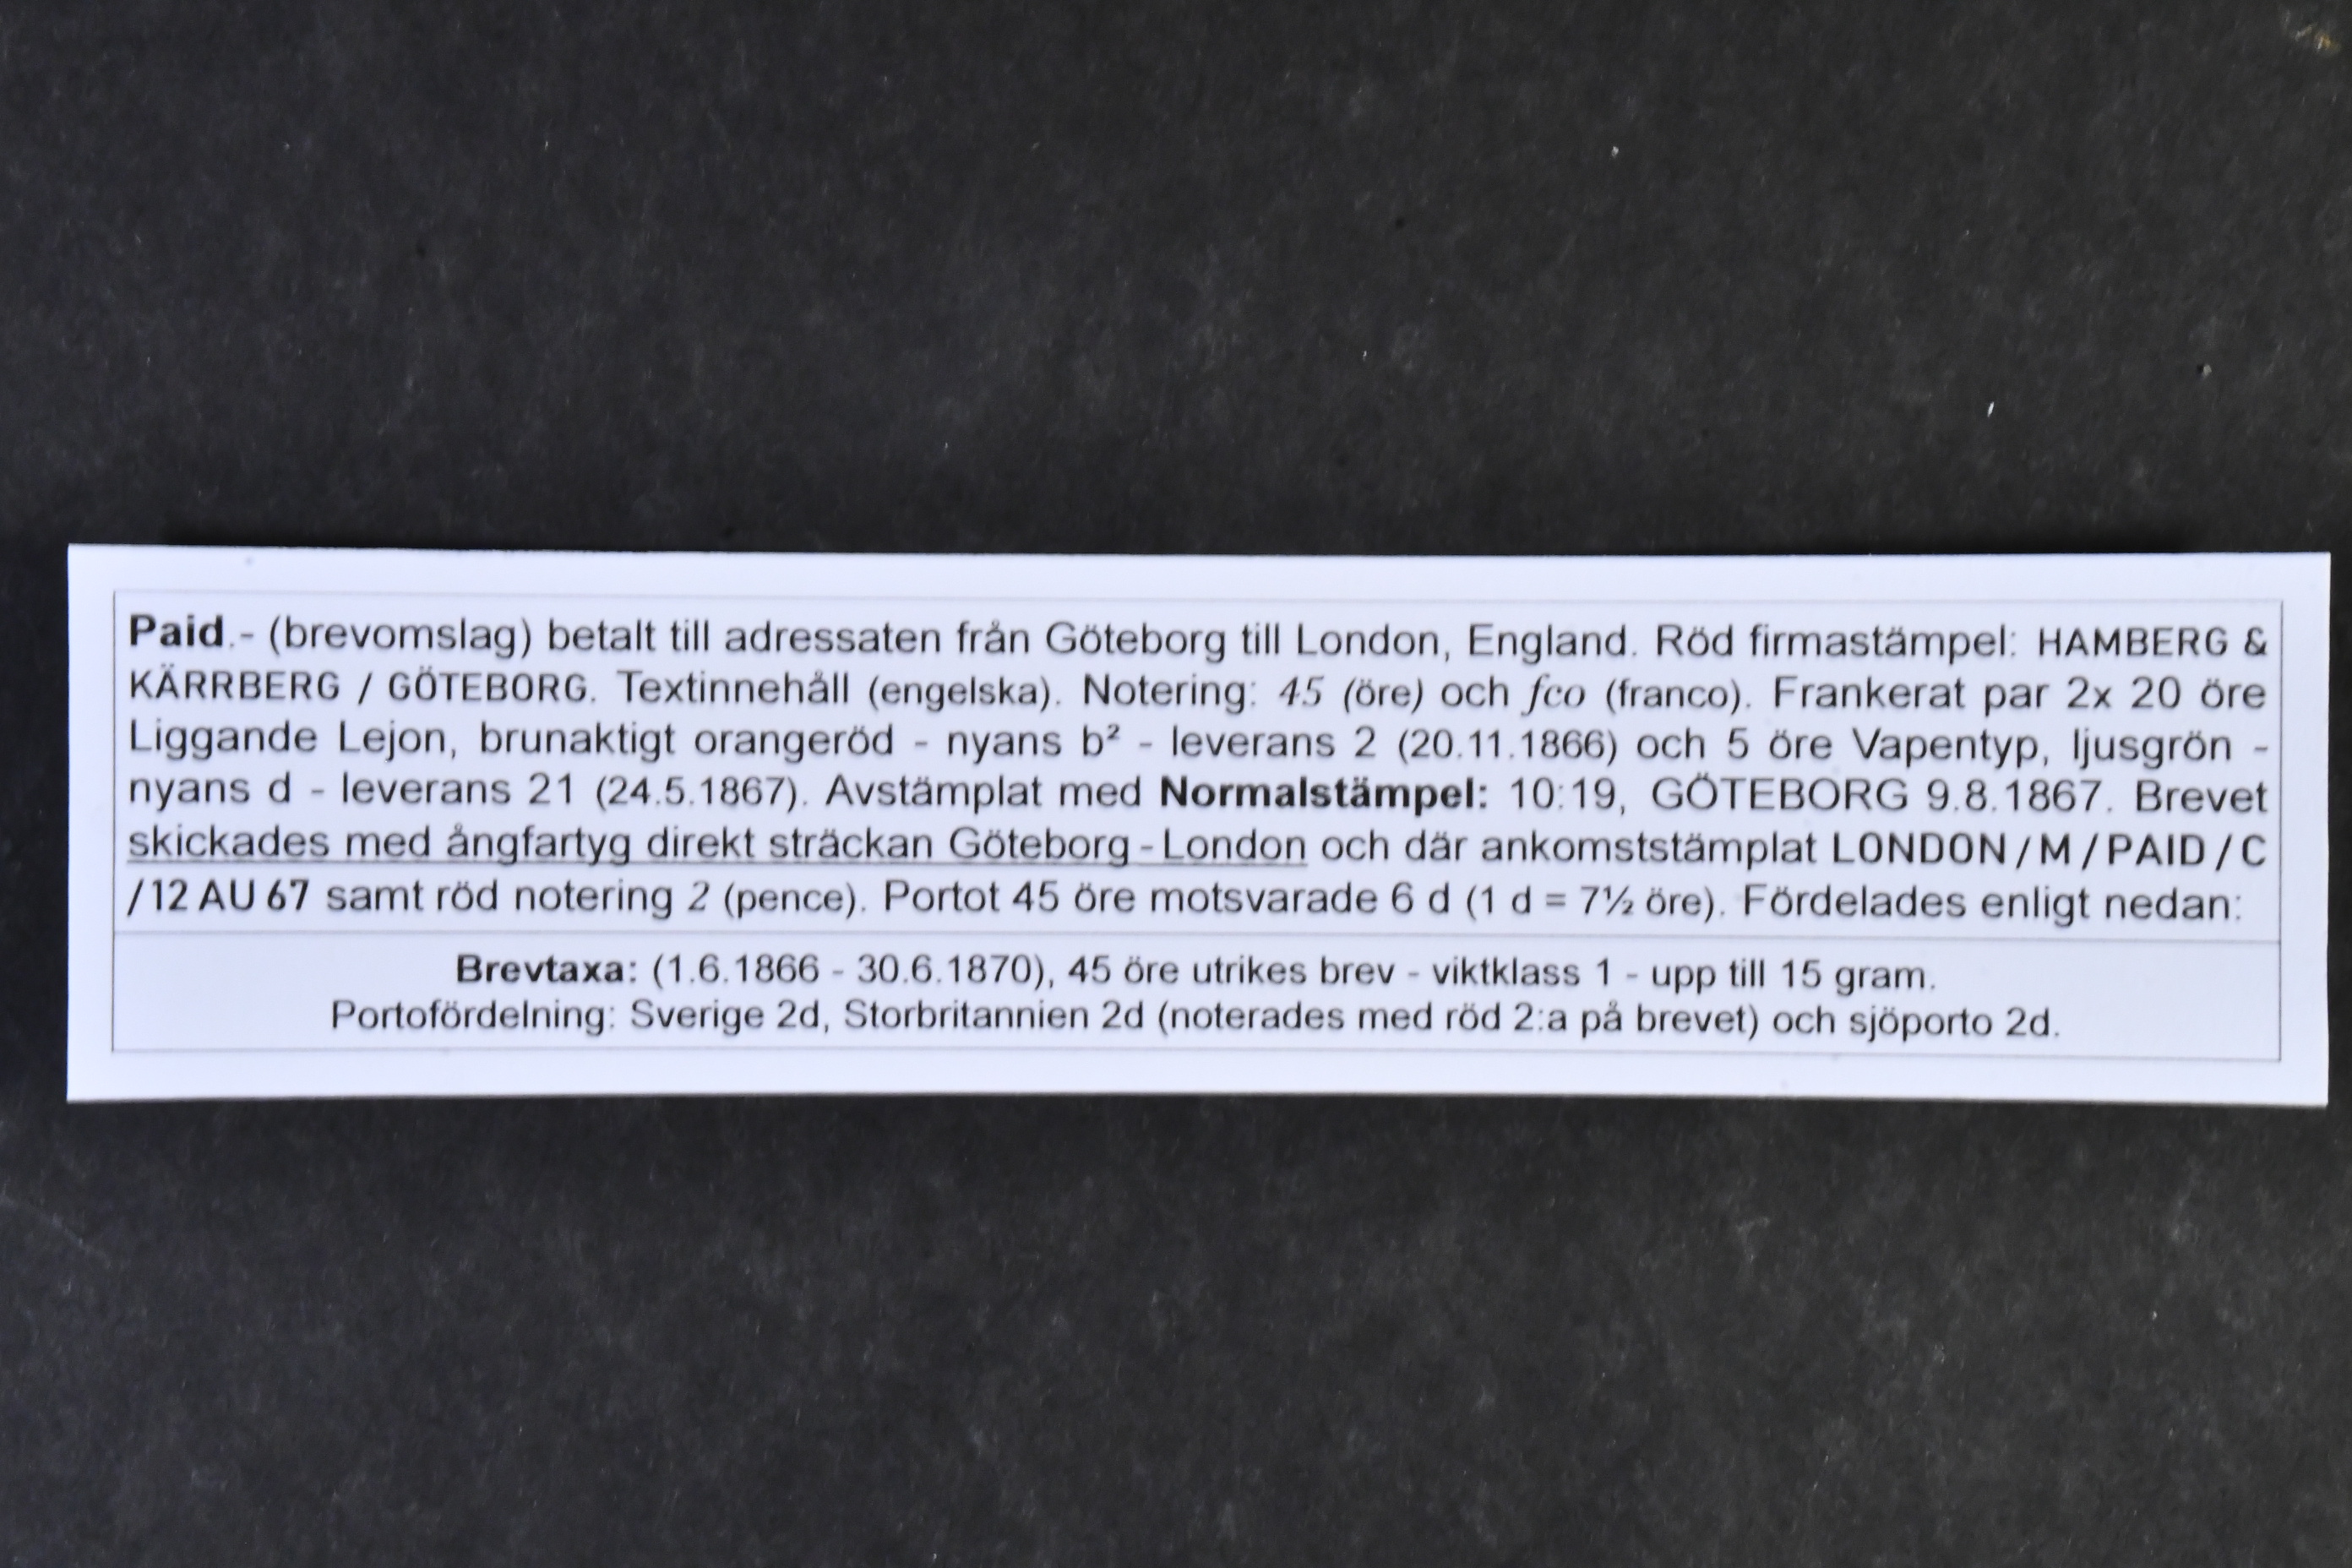 Paid.- (brevomslag) betalt till adressaten från Göteborg till London, England. Röd firmastämpel: HAMBERG &
KÄRRBERG / GÖTEBORG. Textinnehåll (engelska). Notering: 45 (öre) och fco (franco). Frankerat par 2x 20 öre
Liggande Lejon, brunaktigt orangeröd - nyans b² - leverans 2 (20.11.1866) och 5 öre Vapentyp, ljusgrön -
nyans d - leverans 21 (24.5.1867). Avstämplat med Normalstämpel: 10:19, GÖTEBORG 9.8.1867. Brevet
skickades med ångfartyg direkt sträckan Göteborg - London och där ankomststämplat LONDON / M / PAID / C
/ 12 AU 67 samt röd notering 2 (pence). Portot 45 öre motsvarade 6 d (1 d = 7½ öre). Fördelades enligt nedan:
Brevtaxa: (1.6.1866 - 30.6.1870), 45 öre utrikes brev - viktklass 1 - upp till 15 gram.
Portofördelning: Sverige 2d, Storbritannien 2d (noterades med röd 2:a på brevet) och sjöporto 2d.